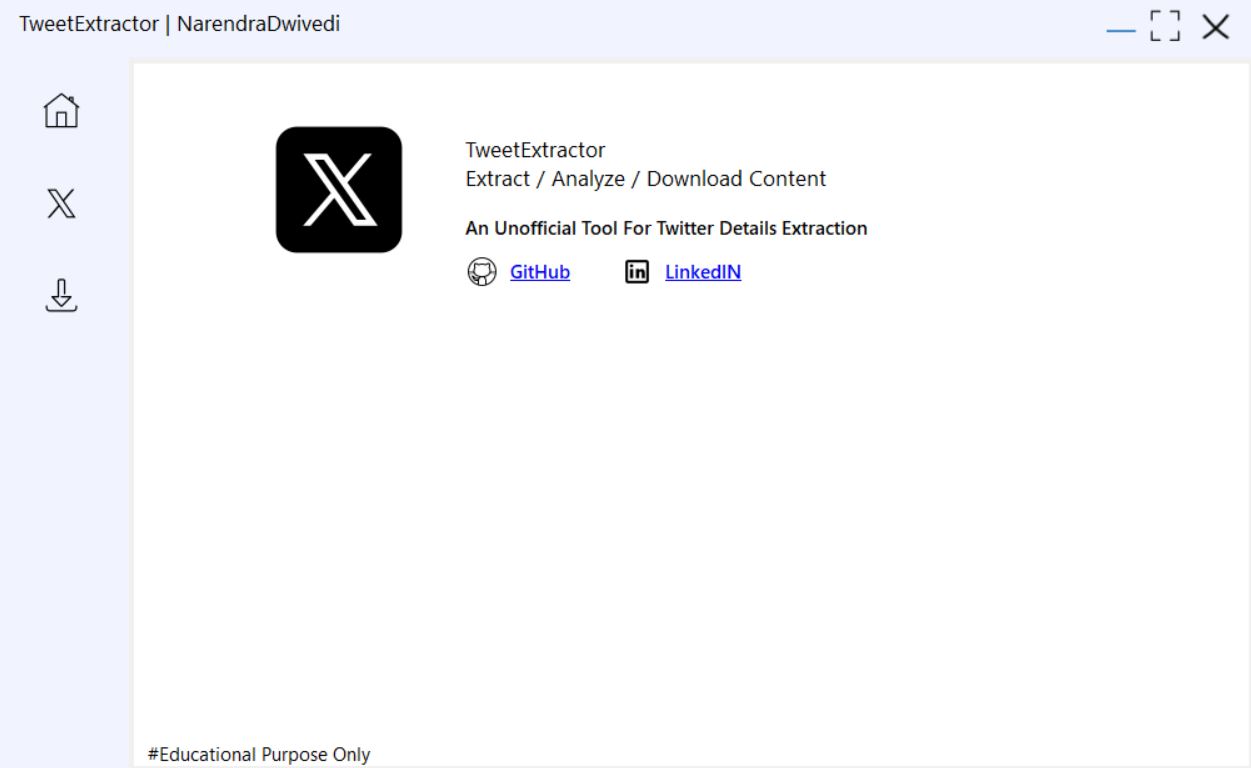 TweetExtractor | NarendraDwivedi
TweetExtractor
Extract / Analyze / Download Content
An Unofficial Tool For Twitter Details Extraction
GitHub
in LinkedIN
#Educational Purpose Only